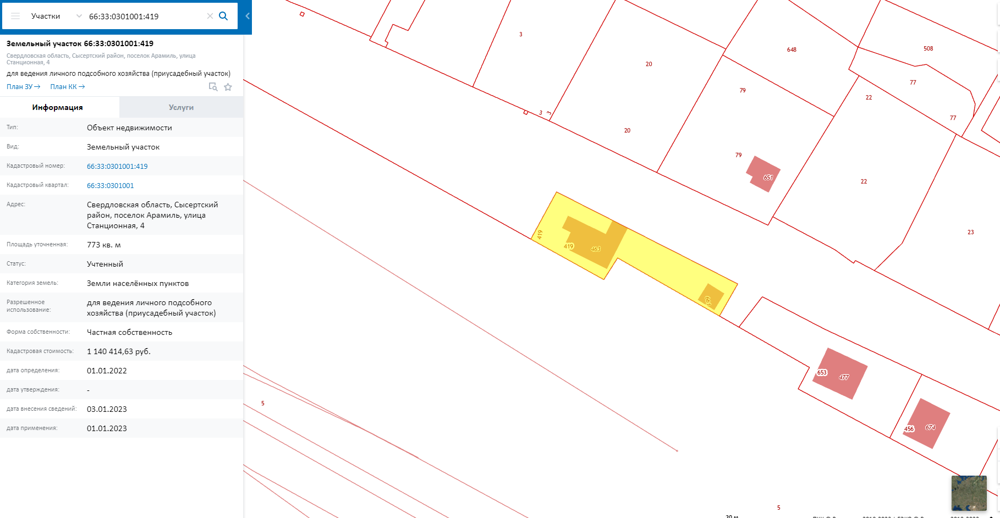 Участки
66:33:0301001:419
Земельный участок 66:33:0301001:419
Свердловская область, Сысертский район, поселок Арамиль, улица
Станционная, 4
для ведения личного подсобного хозяйства (приусадебный участок)
План ЗУ →
План КК →
Информация
Услуги
Тип:
Объект недвижимости
Вид:
Земельный участок
Кадастровый номер:
66:33:0301001:419
Кадастровый квартал:
66:33:0301001
Адрес:
Свердловская область, Сысертский
район, поселок Арамиль, улица
Станционная, 4
Площадь уточненная:
773 кв. м
Статус:
Учтенный
Категория земель:
Земли населённых пунктов
Разрешенное
использование:
для ведения личного подсобного
хозяйства (приусадебный участок)
Форма собственности:
Частная собственность
Кадастровая стоимость:
1 140 414,63 руб.
дата определения:
01.01.2022
дата утверждения:
-
дата внесения сведений:
03.01.2023
дата применения:
01.01.2023
3
20
648
508
79
77
22
3
3
77
20
79
651
22
23
419
419
463
661
653
477
5
456
674
5
20 м